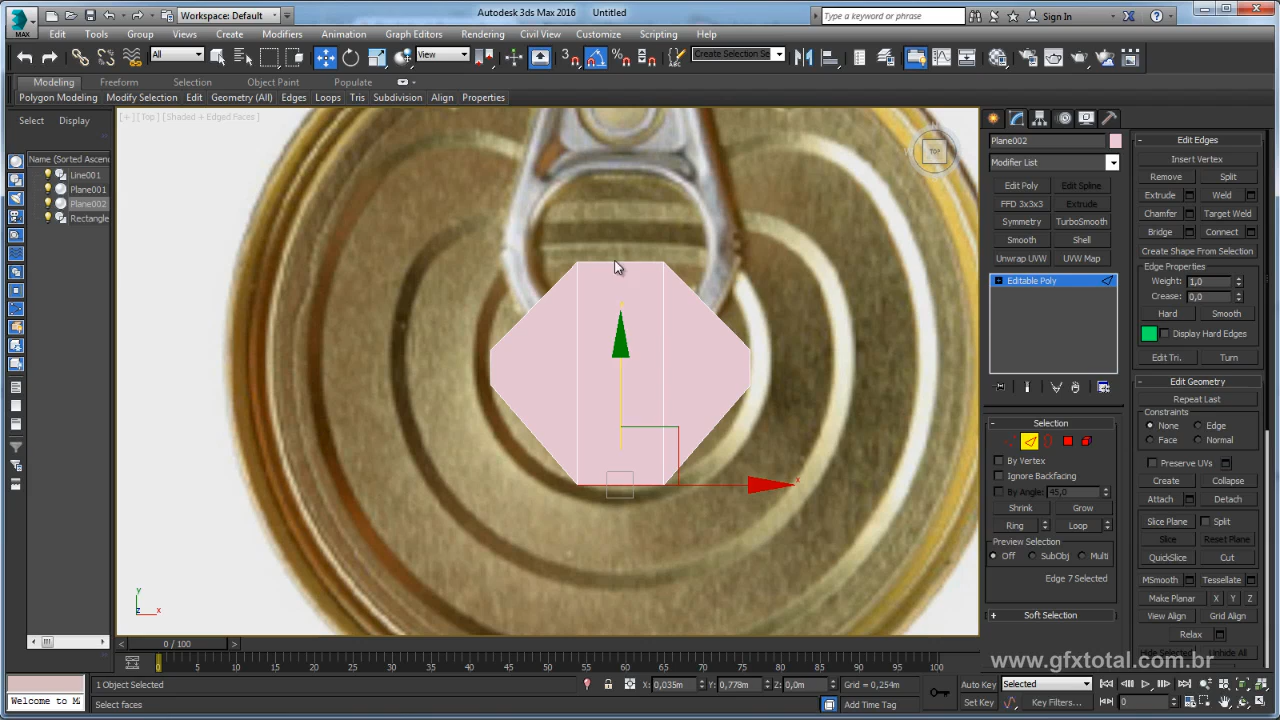 Workspace: Default
Autodesk 3ds Max 2016 Untitled
Type a keyword or phrase
Sign In
MAX
Edit Tools Group Views Create Modifiers Animation Graph Editors Rendering Civil View Customize Scripting Help
All
View
Create Selection Se
Modeling Freeform Selection Object Paint Populate
Polygon Modeling Modify Selection Edit Geometry (All) Edges Loops Tris Subdivision Align Properties
Select Display
Name (Sorted Ascen
Line001
Plane001
Plane002
Rectangle
[+] [Top] [Shaded + Edged Faces]
TOP
Plane002
Modifier List
Edit Poly Edit Spline
FFD 3x3x3 Extrude
Symmetry TurboSmooth
Smooth Shell
Unwrap UVW UVW Map
Editable Poly
Selection
By Vertex
Ignore Backfacing
By Angle: 45,0
Shrink Grow
Ring Loop
Preview Selection
Off SubObj Multi
Edge 7 Selected
Soft Selection
Edit Edges
Insert Vertex
Remove Split
Extrude Weld
Chamfer Target Weld
Bridge Connect
Create Shape From Selection
Edge Properties
Weight: 1,0
Crease: 0,0
Hard Smooth
Display Hard Edges
Edit Tri. Turn
Edit Geometry
Repeat Last
Constraints
None Edge
Face Normal
Preserve UVs
Create Collapse
Attach Detach
Slice Plane Split
Slice Reset Plane
QuickSlice Cut
MSmooth Tessellate
Make Planar X Y Z
View Align Grid Align
Relax
Hide Selected Unhide All
x
y
x
z
0 / 100
0 5 10 15 20 25 30 35 40 45 50 55 60 65 70 75 80 85 90 95 100
www.gfxtotal.com.br
Welcome to M
1 Object Selected
Select faces
X: 0,035m Y: 0,778m Z: 0,0m Grid = 0,254m
Add Time Tag
Auto Key Selected
Set Key Key Filters...
0